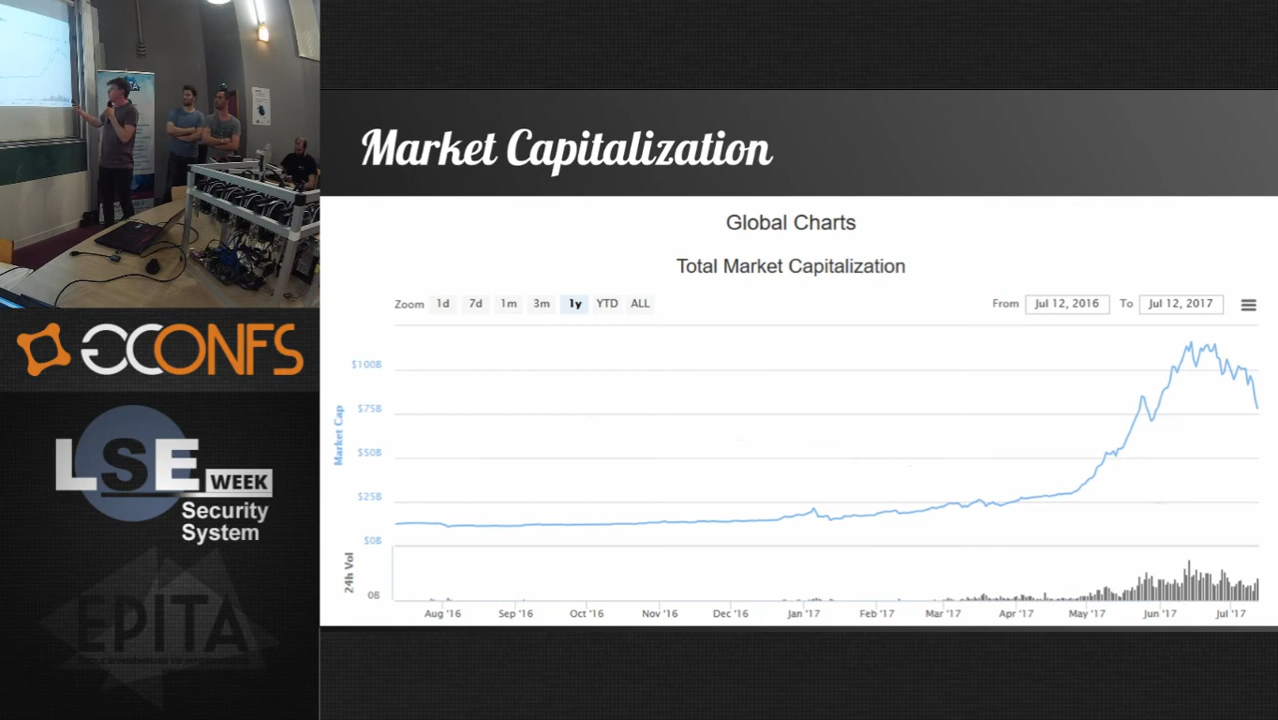 Market Capitalization
Global Charts
Total Market Capitalization
Zoom 1d 7d 1m 3m 1y YTD ALL
From Jul 12, 2016 To Jul 12, 2017
$100B
$75B
$50B
$25B
$0B
Market Cap
24h Vol
0B
Aug '16 Sep '16 Oct '16 Nov '16 Dec '16 Jan '17 Feb '17 Mar '17 Apr '17 May '17 Jun '17 Jul '17
GCONFS
LSE WEEK
Security
System
EPITA